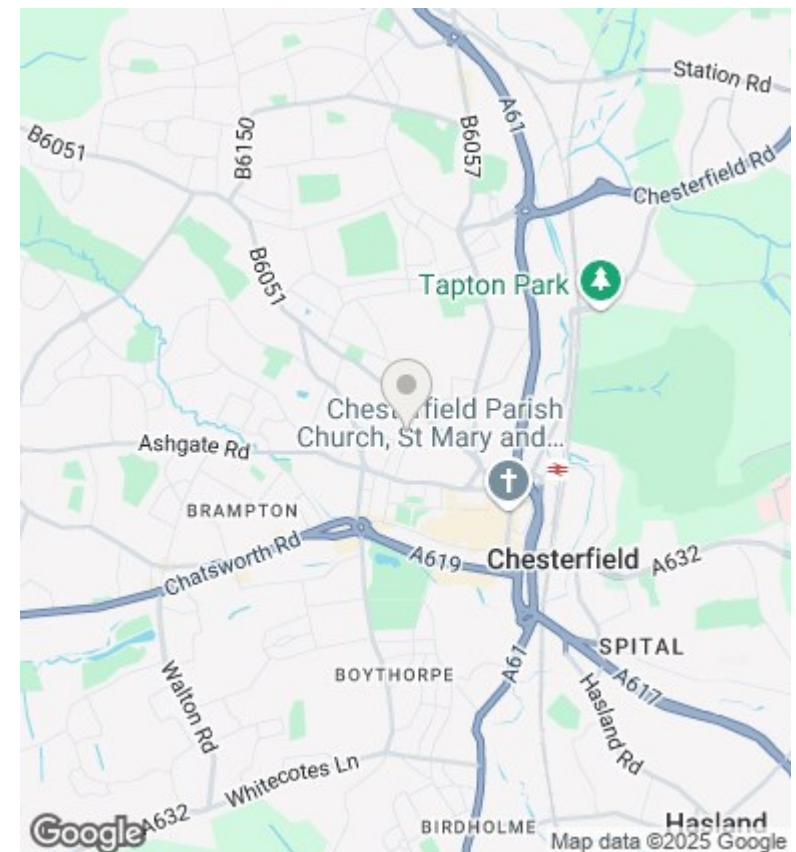 Station Rd
A61
B6150
B6057
B6051
Chesterfield Rd
B6051
Tapton Park
Chesterfield Parish
Church, St Mary and...
Ashgate Rd
BRAMPTON
Chatsworth Rd
A619
Chesterfield
A632
SPITAL
A61
A617
BOYTHORPE
Walton Rd
Hasland Rd
Whitecotes Ln
A632
BIRDHOLME
Hasland
Google
Map data ©2025 Google